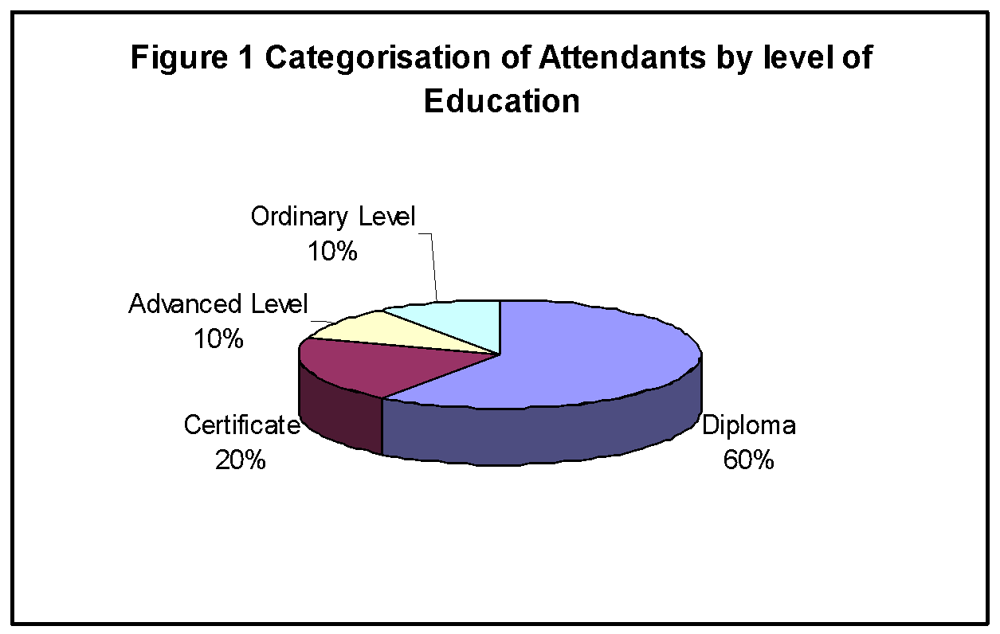 Figure 1 Categorisation of Attendants by level of
Education
Ordinary Level
10%
Advanced Level
10%
Certificate
20%
Diploma
60%